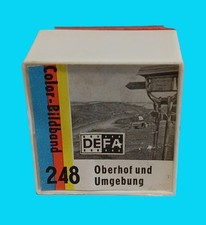 Color-Bildband
DEFA
248
Oberhof und
Umgebung